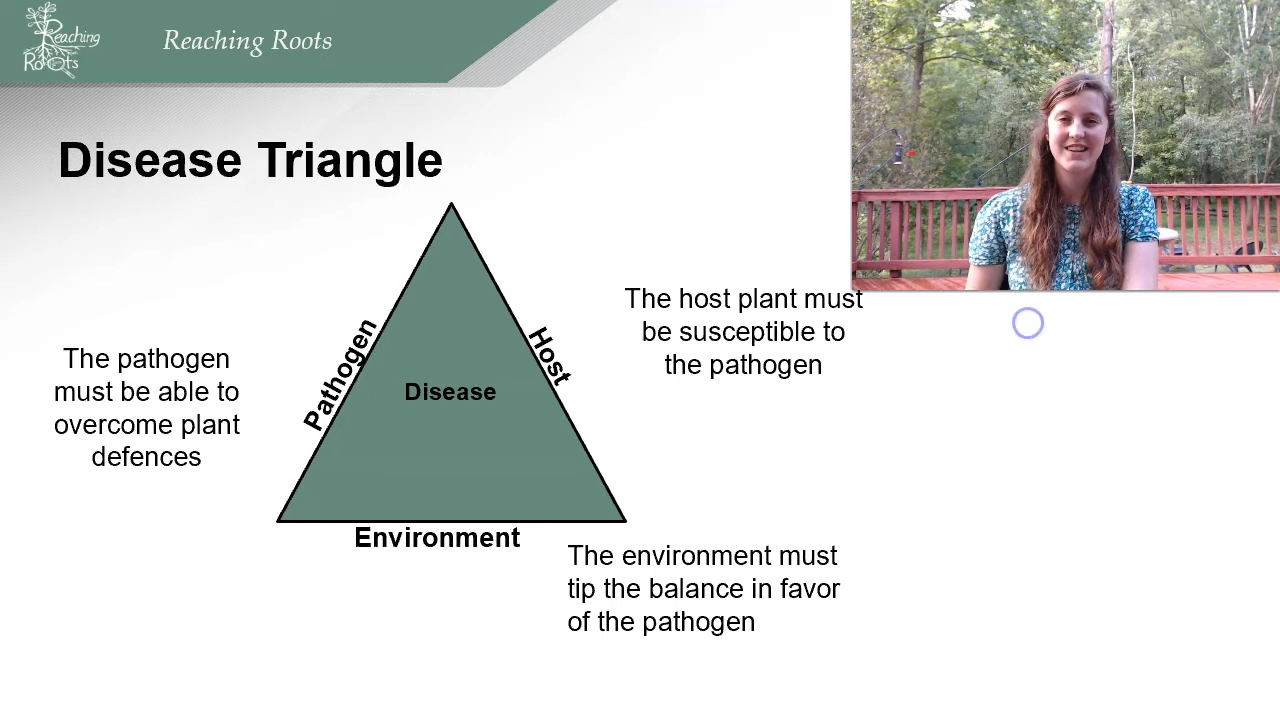 Reaching
Roots
Reaching Roots
Disease Triangle
Pathogen
Host
Disease
Environment
The pathogen
must be able to
overcome plant
defences
The host plant must
be susceptible to
the pathogen
The environment must
tip the balance in favor
of the pathogen